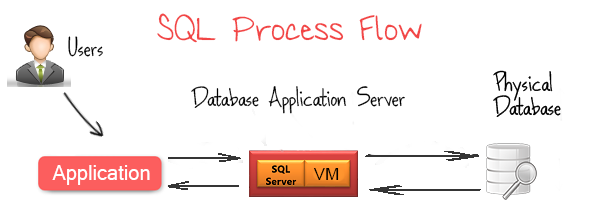 SQL Process Flow
Users
Database Application Server
Physical
Database
Application
SQL
Server
VM